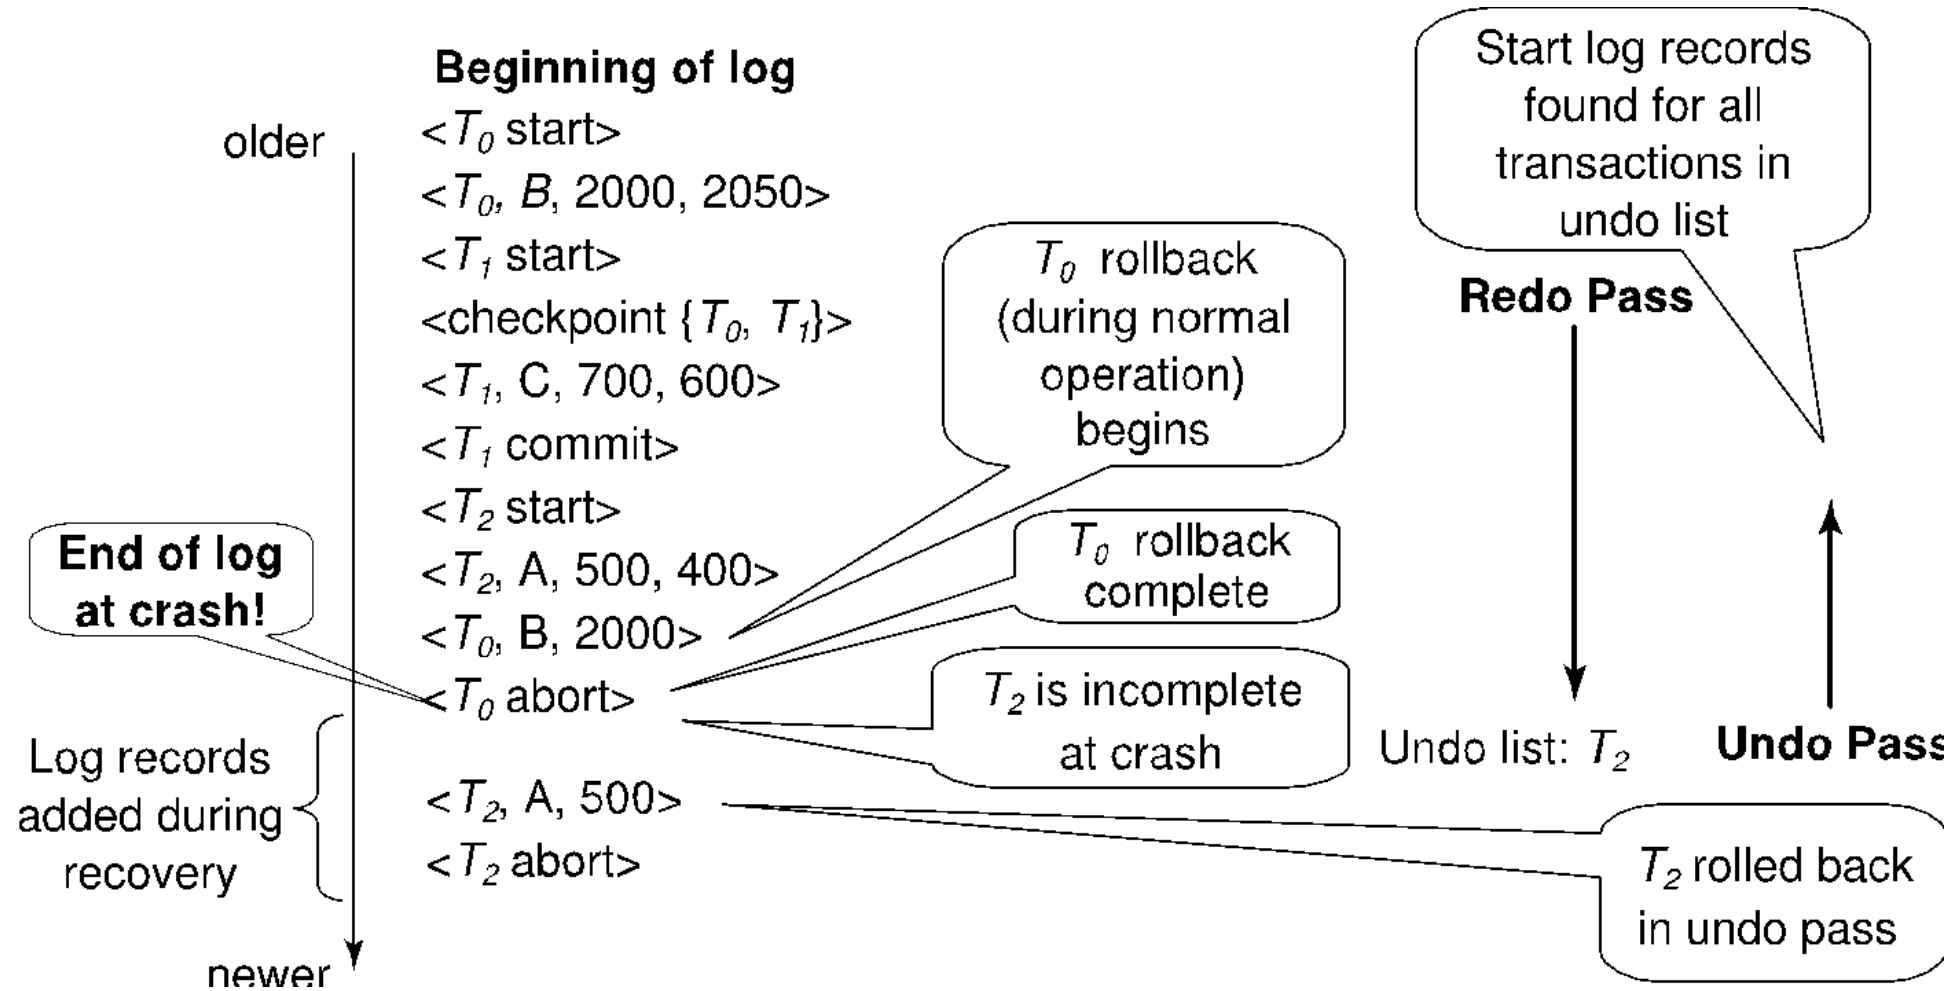 Beginning of log
older
<T0 start>
<T0, B, 2000, 2050>
<T1 start>
<checkpoint {T0, T1}>
<T1, C, 700, 600>
<T1 commit>
<T2 start>
<T2, A, 500, 400>
<T0, B, 2000>
<T0 abort>
<T2, A, 500>
<T2 abort>
newer
End of log
at crash!
Log records
added during
recovery
T0 rollback
(during normal
operation)
begins
T0 rollback
complete
T2 is incomplete
at crash
Start log records
found for all
transactions in
undo list
Redo Pass
Undo list: T2
Undo Pass
T2 rolled back
in undo pass